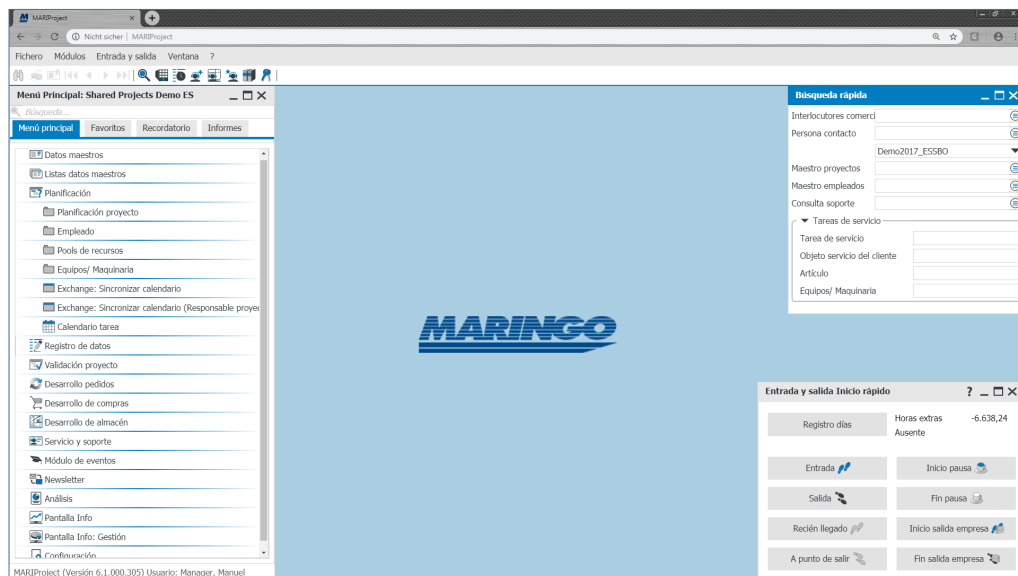 MARIProject
Nicht sicher | MARIProject
Fichero Módulos Entrada y salida Ventana ?
Menú Principal: Shared Projects Demo ES
Búsqueda...
Menú principal Favoritos Recordatorio Informes
Datos maestros
Listas datos maestros
Planificación
Planificación proyecto
Empleado
Pools de recursos
Equipos/ Maquinaria
Exchange: Sincronizar calendario
Exchange: Sincronizar calendario (Responsable proyec
Calendario tarea
Registro de datos
Validación proyecto
Desarrollo pedidos
Desarrollo de compras
Desarrollo de almacén
Servicio y soporte
Módulo de eventos
Newsletter
Análisis
Pantalla Info
Pantalla Info: Gestión
Configuración
MARIProject (Versión 6.1.000.305) Usuario: Manager, Manuel
MARINGO
Búsqueda rápida
Interlocutores comerci
Persona contacto
Demo2017_ESSBO
Maestro proyectos
Maestro empleados
Consulta soporte
Tareas de servicio
Tarea de servicio
Objeto servicio del cliente
Artículo
Equipos/ Maquinaria
Entrada y salida Inicio rápido ?
Registro días
Horas extras -6.638,24
Ausente
Entrada Inicio pausa
Salida Fin pausa
Recién llegado Inicio salida empresa
A punto de salir Fin salida empresa